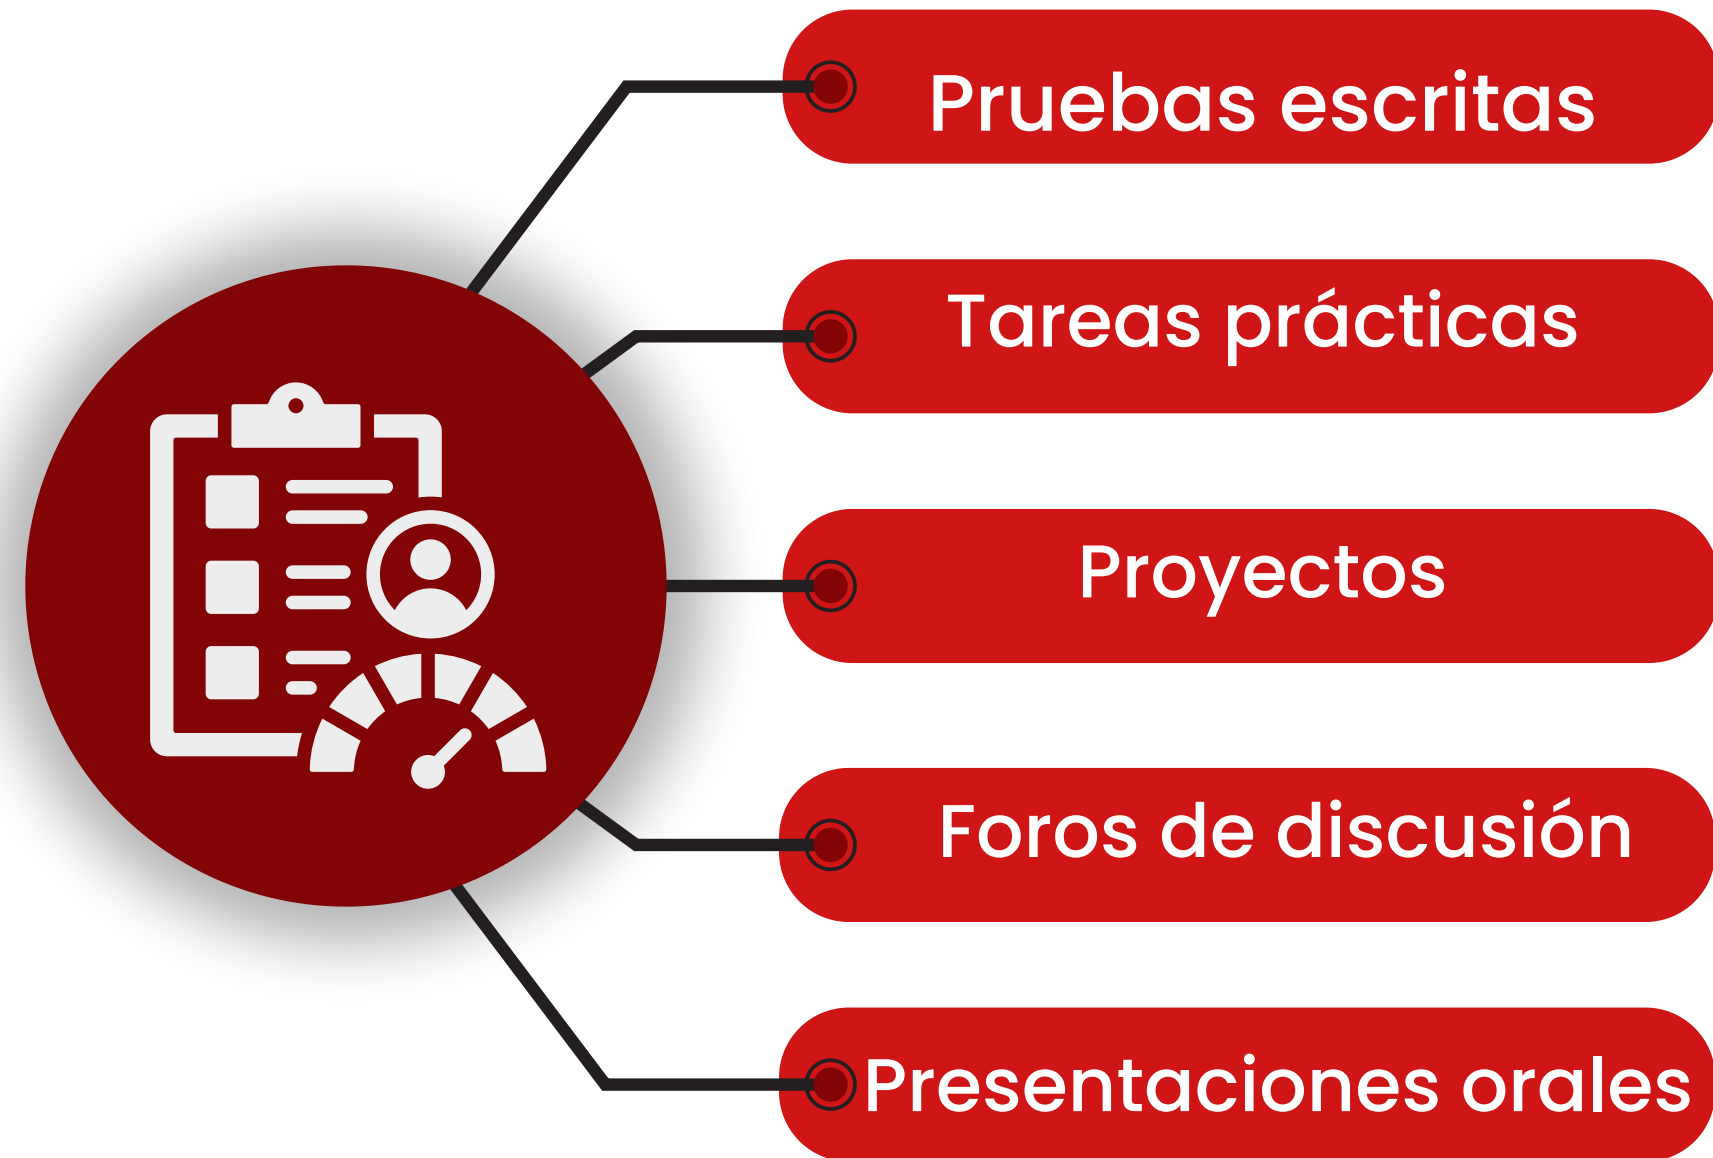 Pruebas escritas
Tareas prácticas
Proyectos
Foros de discusión
Presentaciones orales